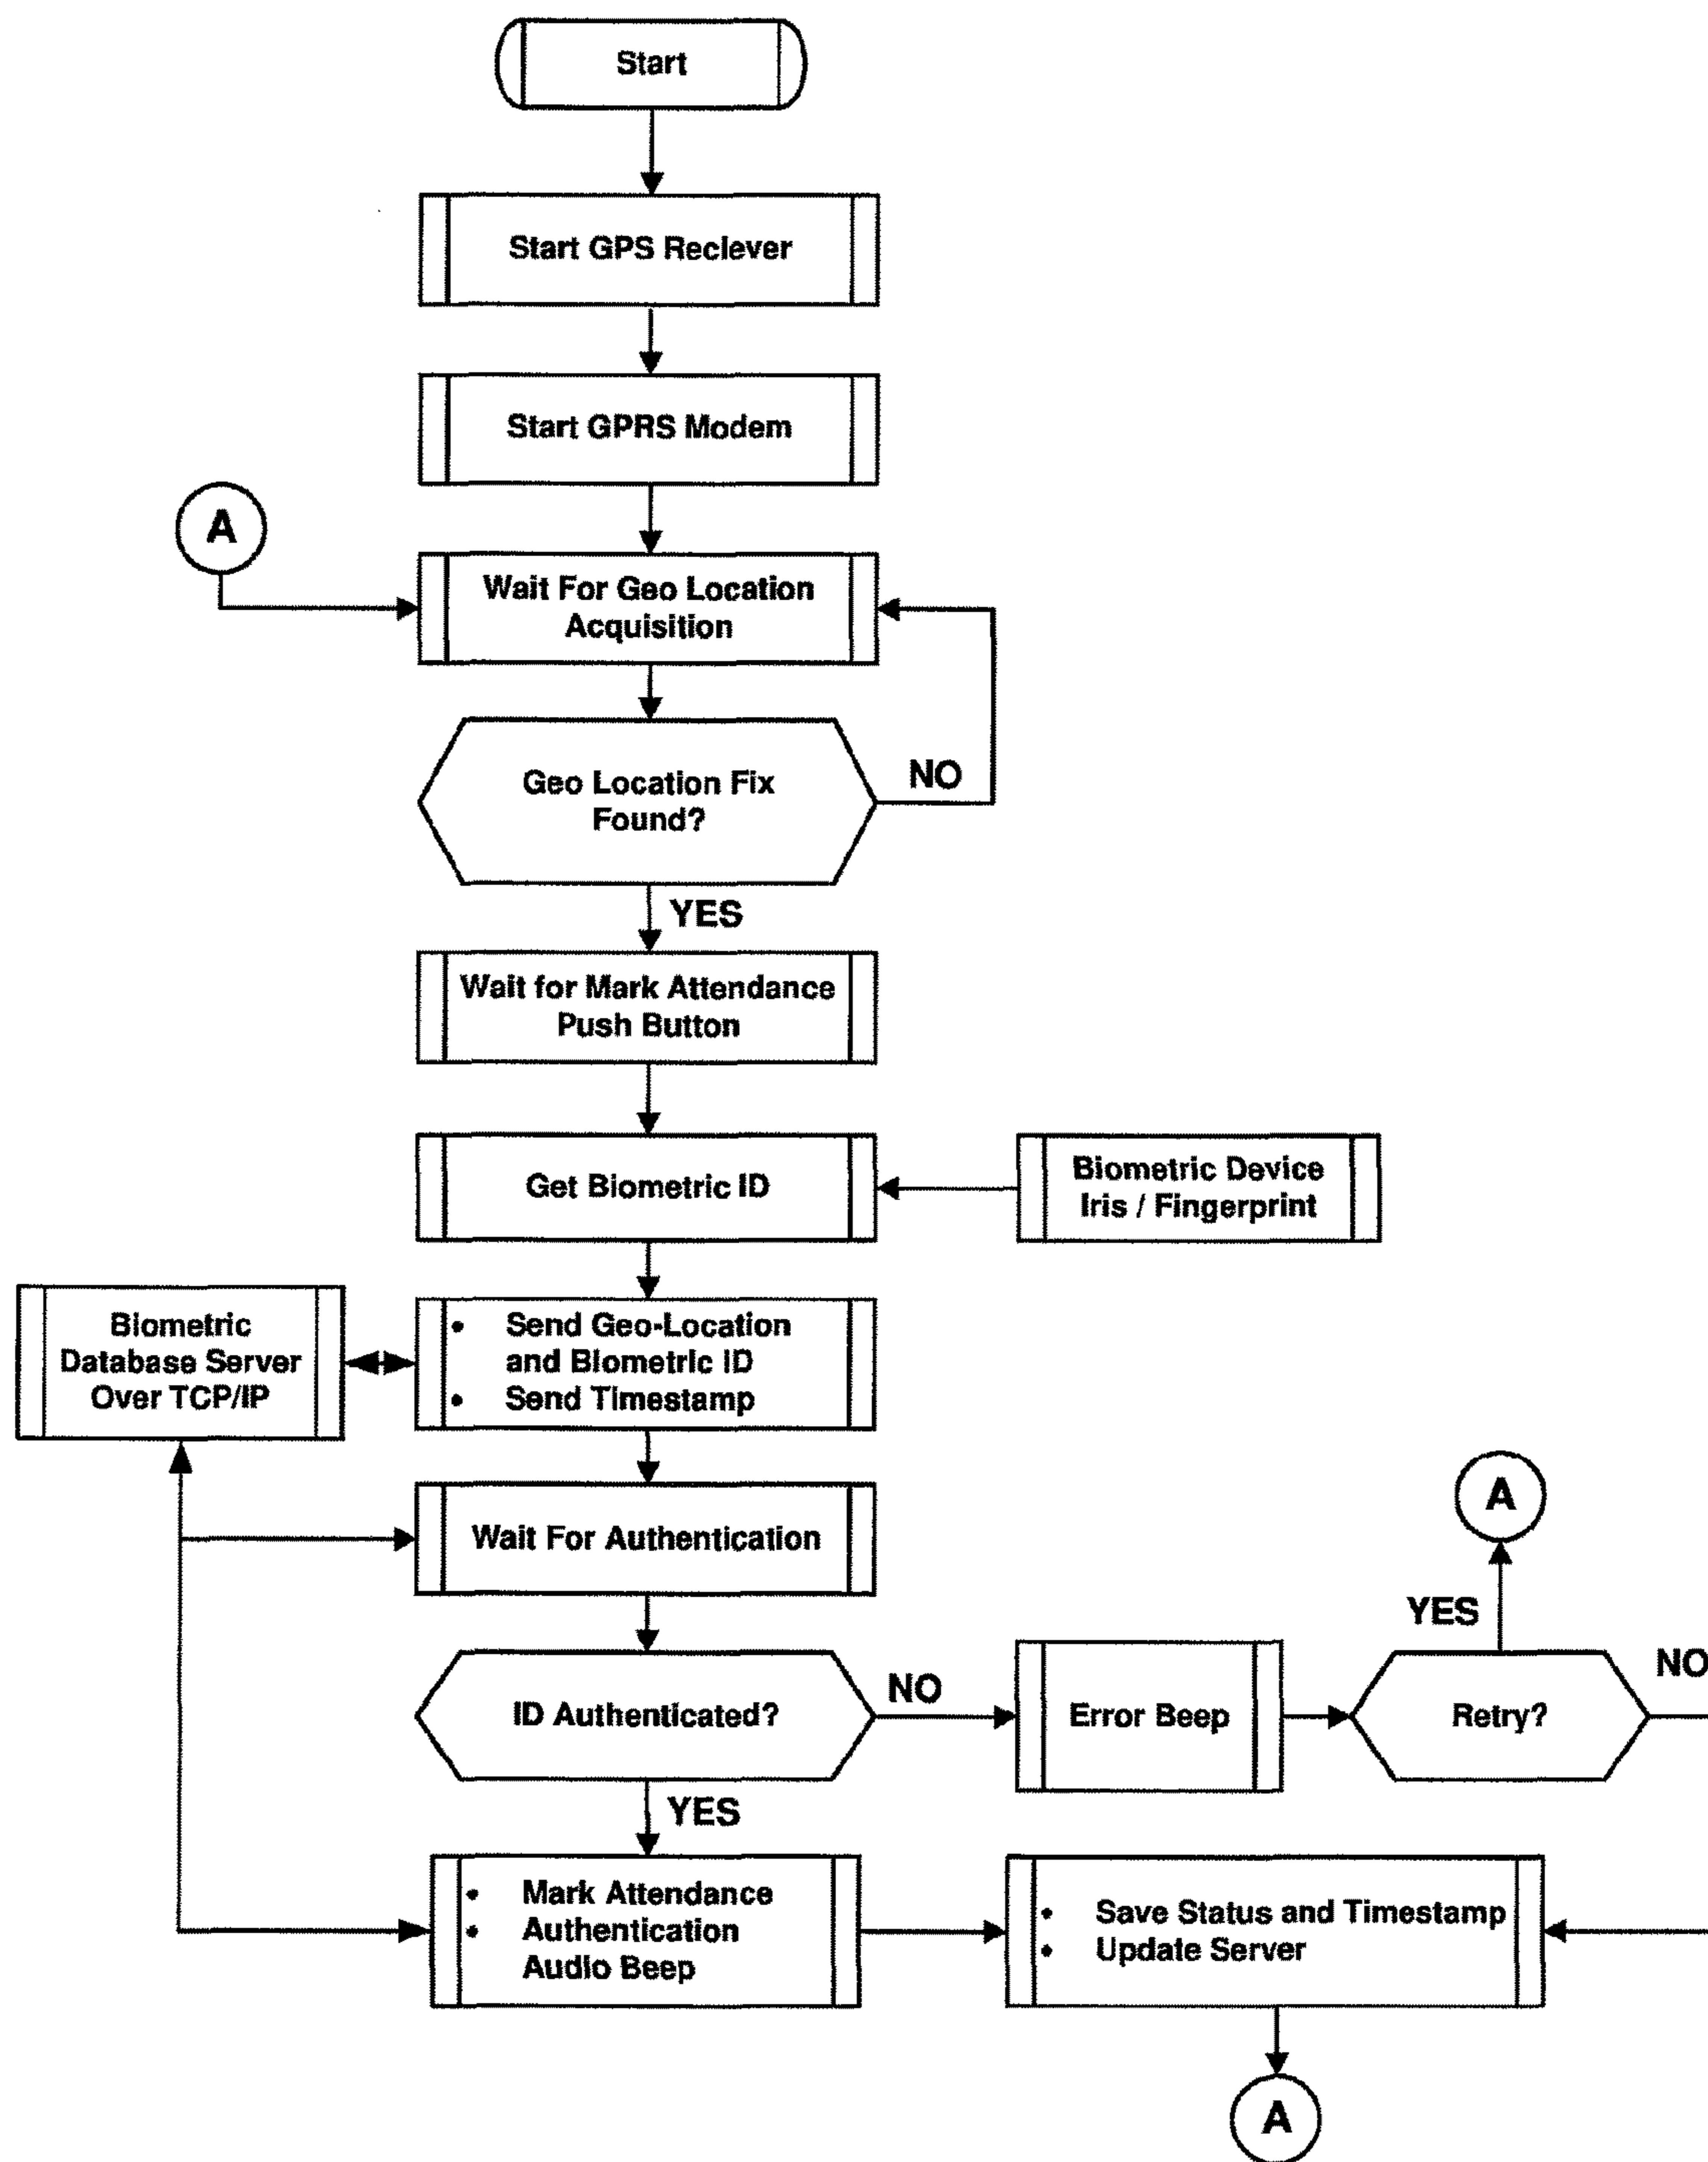 Start
Start GPS Reciever
Start GPRS Modem
A
Wait For Geo Location
Acquisition
Geo Location Fix
Found?
NO
YES
Wait for Mark Attendance
Push Button
Get Biometric ID
Biometric Device
Iris / Fingerprint
Biometric
Database Server
Over TCP/IP
• Send Geo-Location
and Biometric ID
• Send Timestamp
Wait For Authentication
A
YES
NO
ID Authenticated?
NO
Error Beep
Retry?
YES
• Mark Attendance
• Authentication
Audio Beep
• Save Status and Timestamp
• Update Server
A